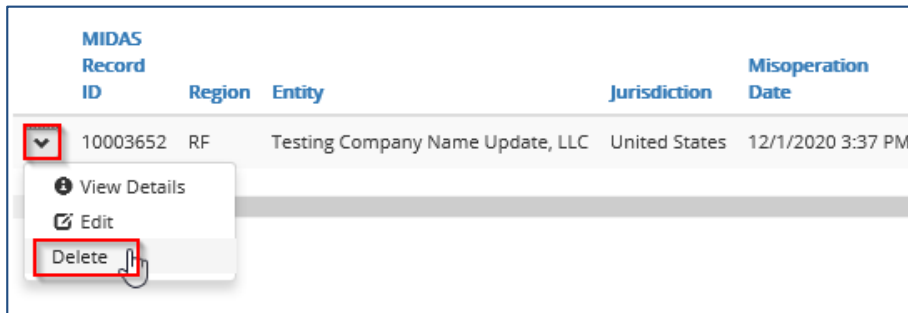 MIDAS
Record
ID
Region
Entity
Jurisdiction
Misoperation
Date
10003652 RF Testing Company Name Update, LLC United States 12/1/2020 3:37 PM
View Details
Edit
Delete